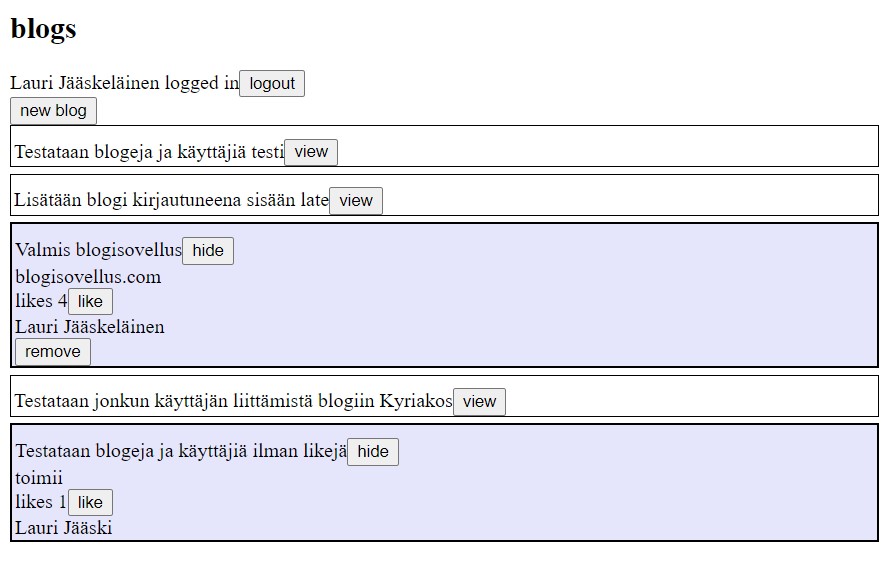 blogs
Lauri Jääskeläinen logged in logout
new blog
Testataan blogeja ja käyttäjiä testi view
Lisätään blogi kirjautuneena sisään late view
Valmis blogisovellus hide
blogisovellus.com
likes 4 like
Lauri Jääskeläinen
remove
Testataan jonkun käyttäjän liittämistä blogiin Kyriakos view
Testataan blogeja ja käyttäjiä ilman likejä hide
toimii
likes 1 like
Lauri Jääski